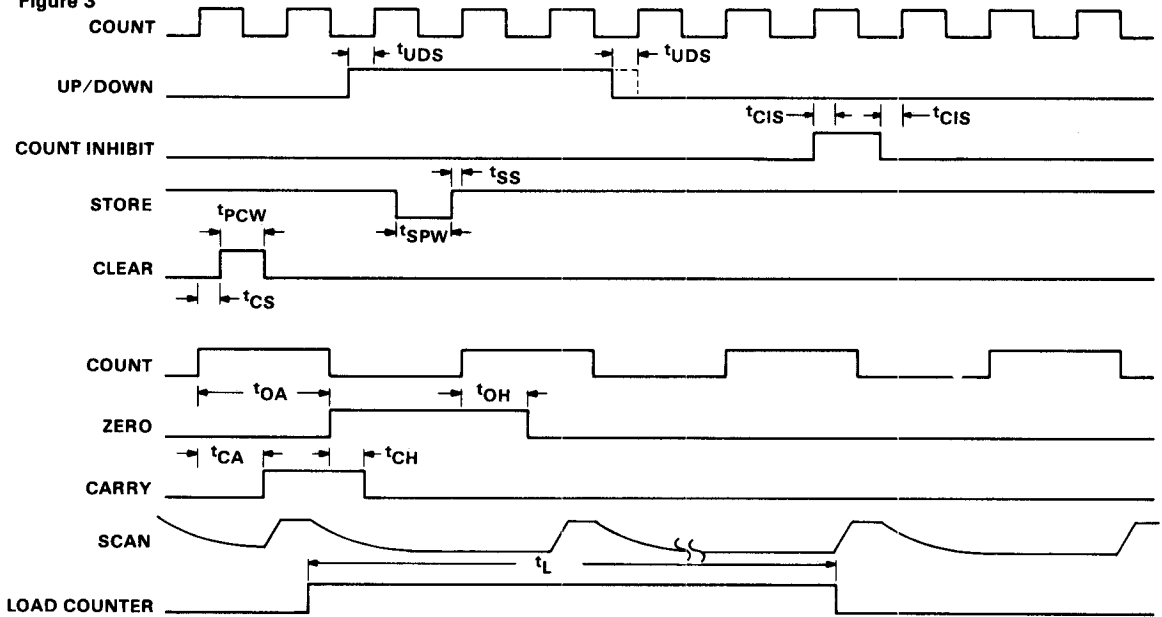 Figure 3
COUNT
tUDS
tUDS
UP/DOWN
tCIS
tCIS
COUNT INHIBIT
tSS
STORE
tPCW
tSPW
CLEAR
tCS
COUNT
tOA
tOH
ZERO
tCA
tCH
CARRY
SCAN
tL
LOAD COUNTER